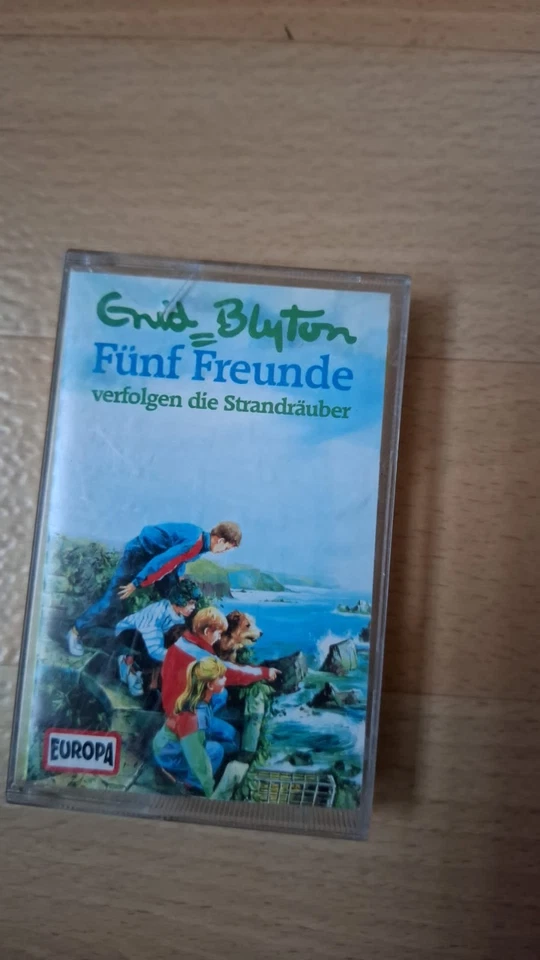 Enid Blyton
Fünf Freunde
verfolgen die Strandräuber
EUROPA